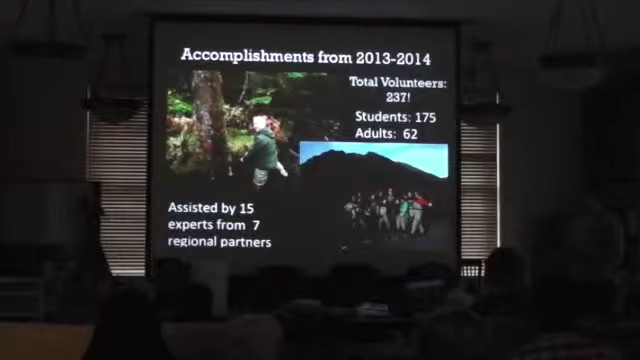 Accomplishments from 2013-2014
Total Volunteers:
237!
Students: 175
Adults: 62
Assisted by 15
experts from 7
regional partners